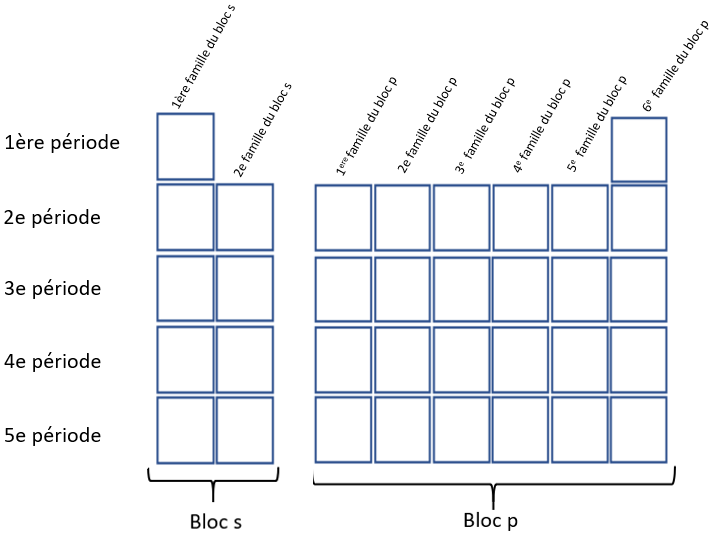 1ère famille du bloc s
2e famille du bloc s
1ere famille du bloc p
2e famille du bloc p
3e famille du bloc p
4e famille du bloc p
5e famille du bloc p
6e famille du bloc p
1ère période
2e période
3e période
4e période
5e période
Bloc s
Bloc p